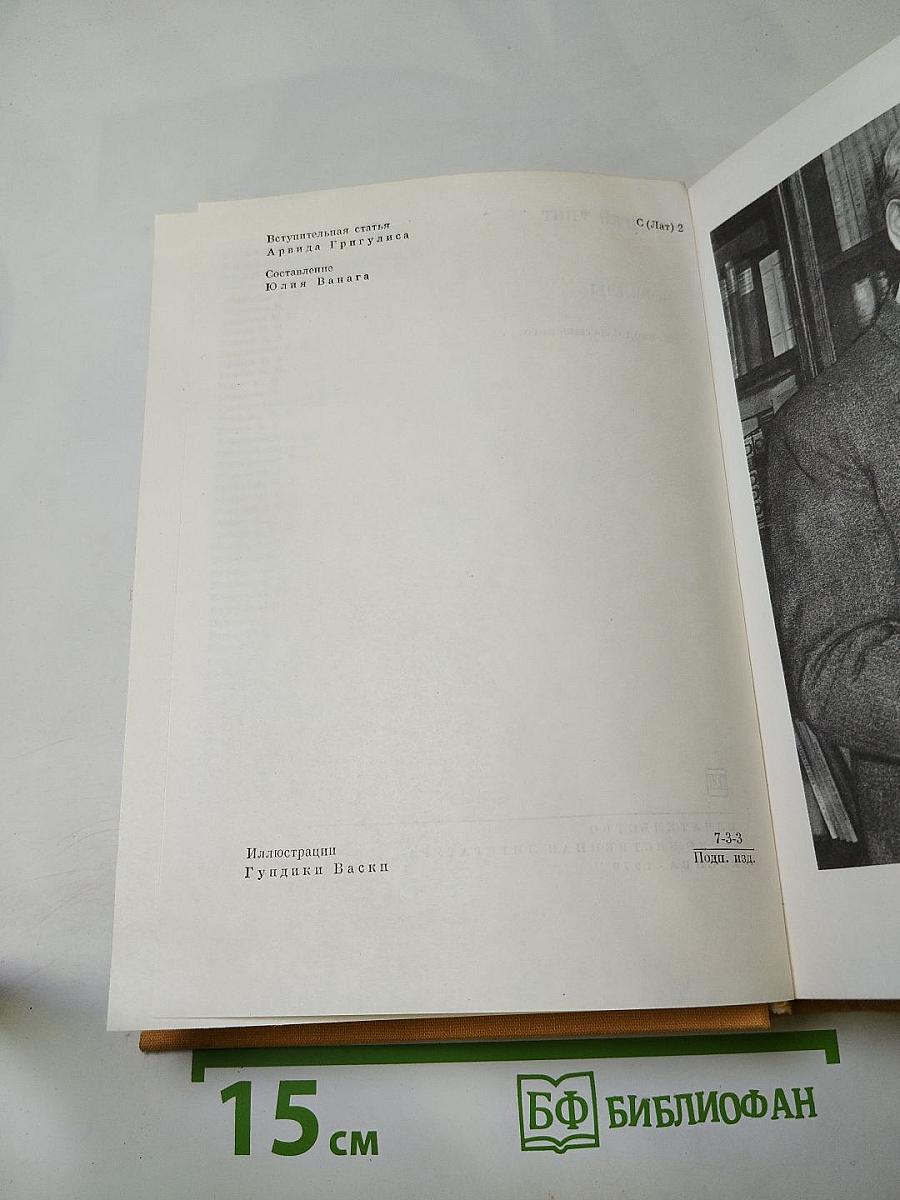 Вступительная статья
Арвида Григулиса
С (Лат) 2
Составление
Юлия Ванага
Иллюстрации
Гундики Васки
7-3-3
Подп. изд.
15 см
БФ БИБЛИОФАН